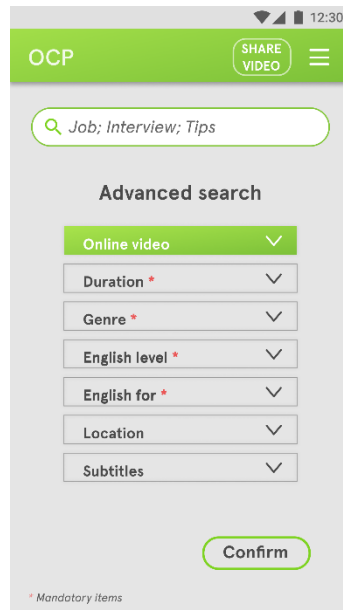 12:30
OCP
SHARE
VIDEO
Job; Interview; Tips
Advanced search
Online video
Duration *
Genre *
English level *
English for *
Location
Subtitles
Confirm
* Mandatory items